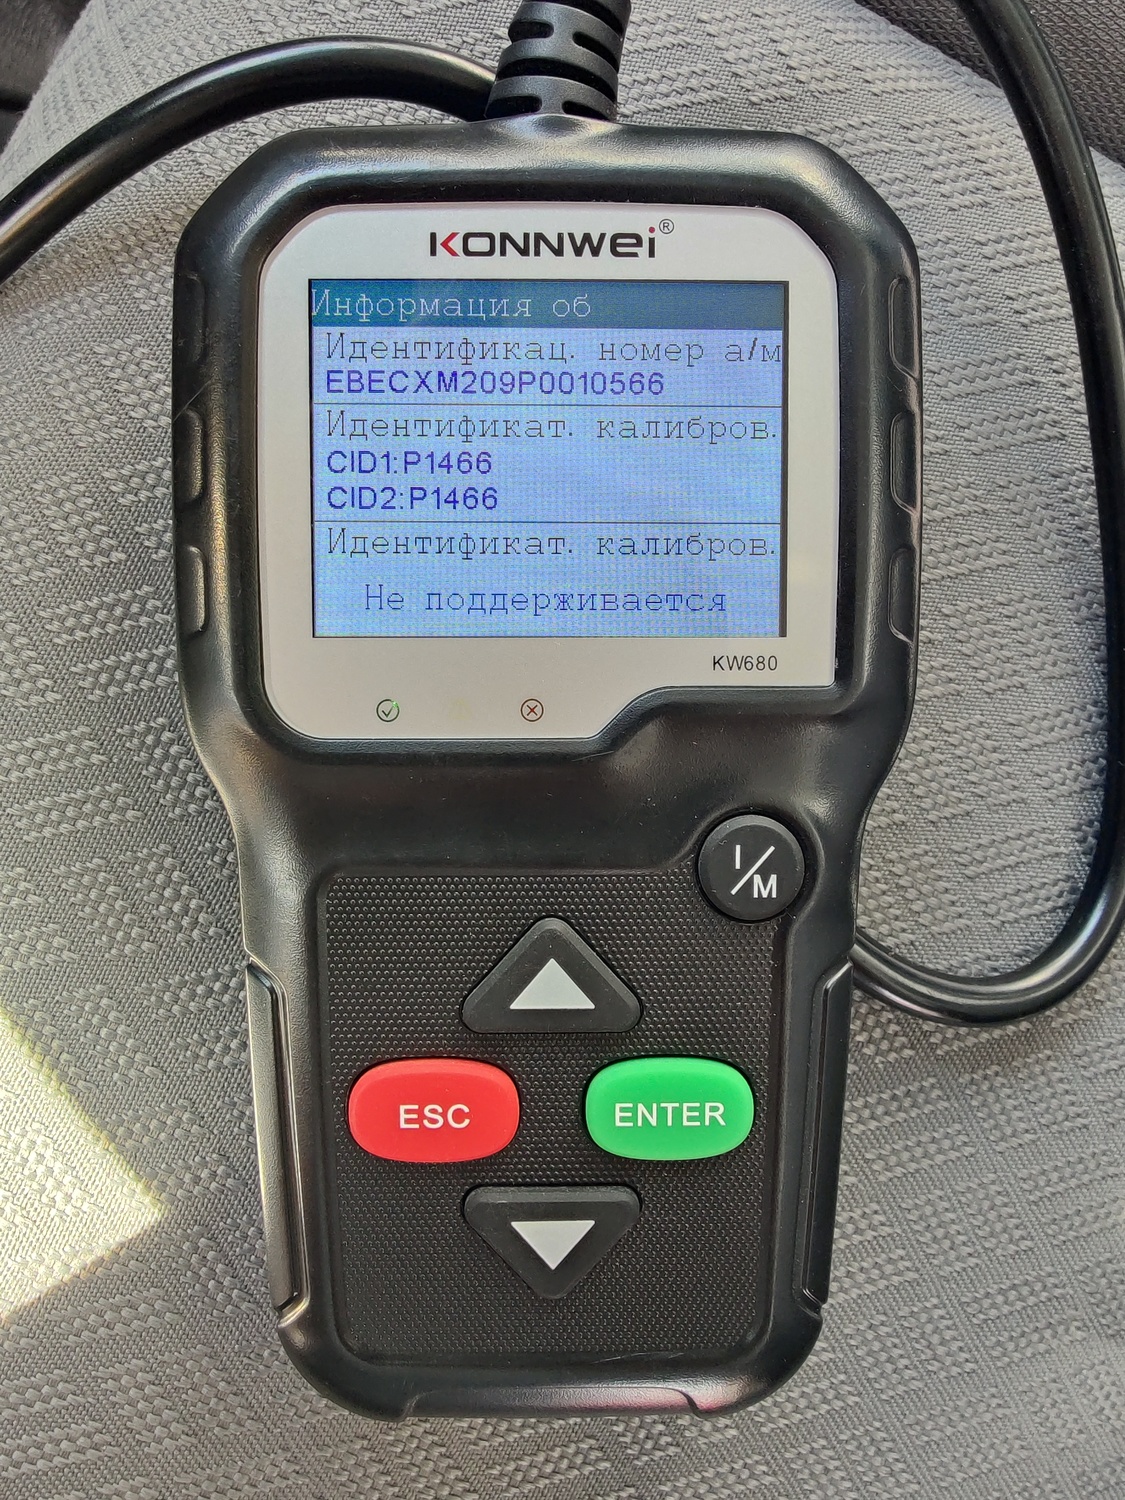 KONNWEI®
Информация об
Идентификац. номер а/м
EBECXM209P0010566
Идентификат. калибров.
CID1:P1466
CID2:P1466
Идентификат. калибров.
Не поддерживается
KW680
I/M
ESC
ENTER